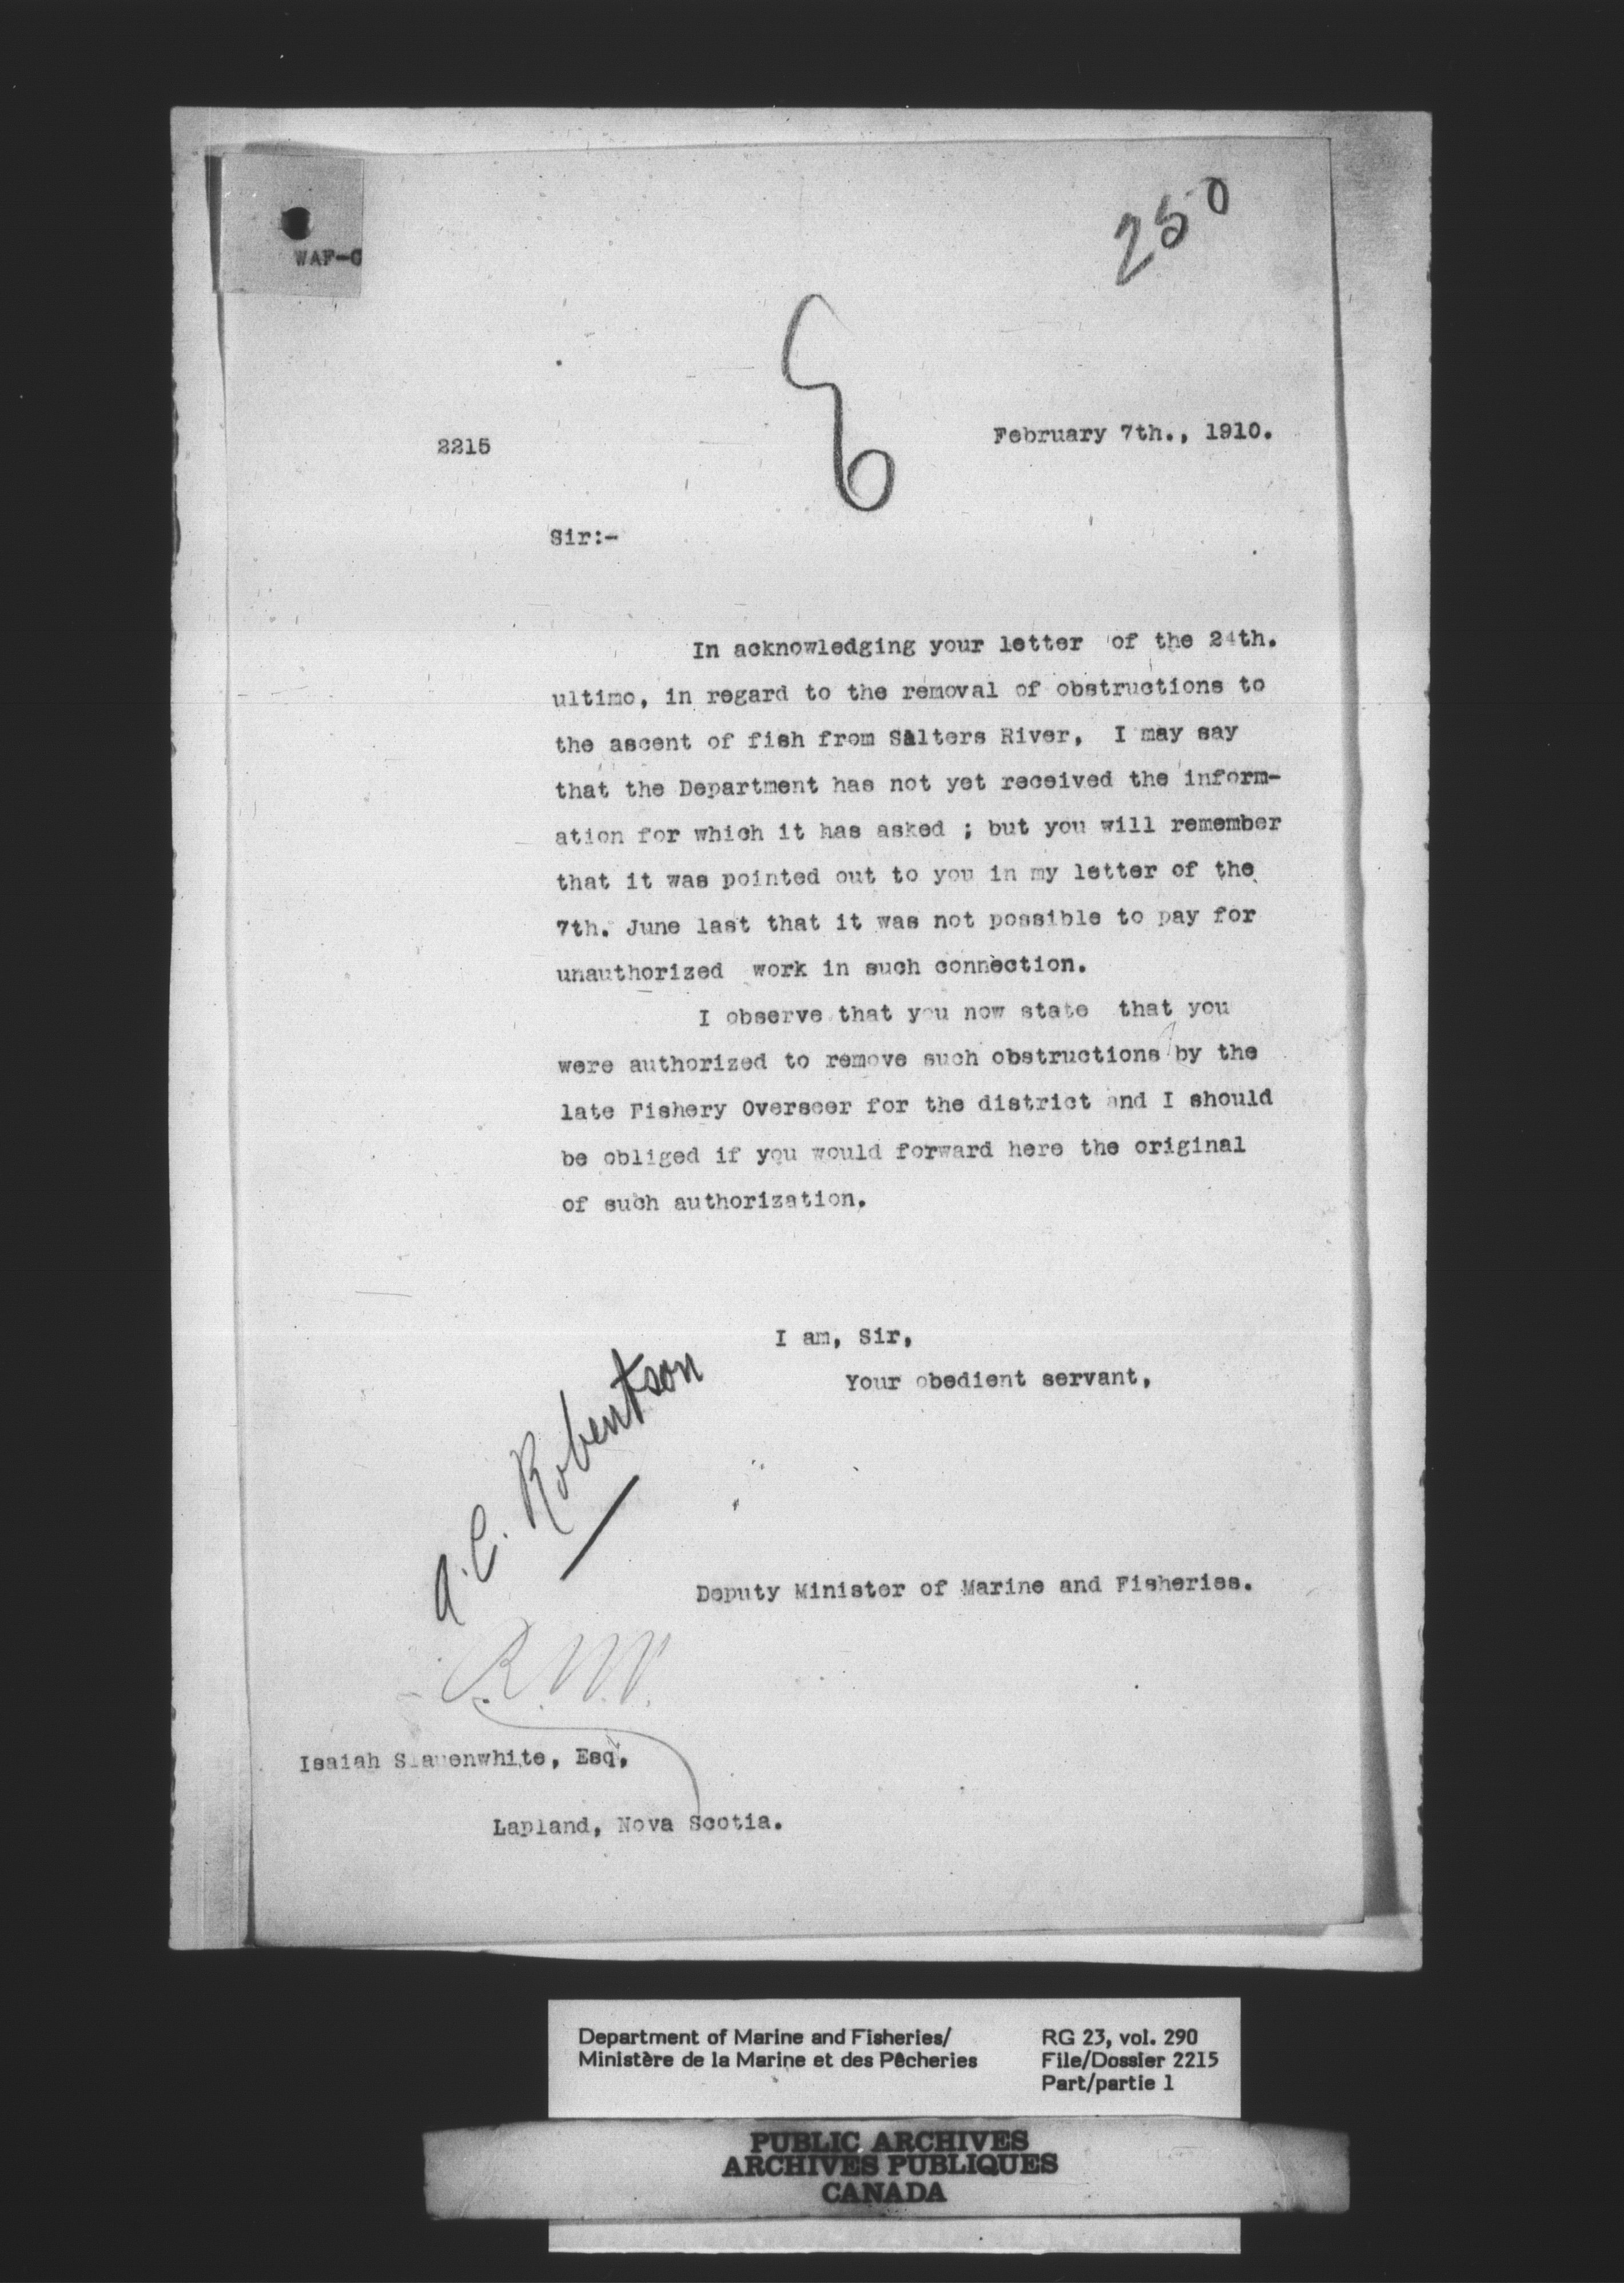 WAF-C
250
2215
February 7th., 1910.
Sir:-
In acknowledging your letter of the 24th.
ultimo, in regard to the removal of obstructions to
the ascent of fish from Salters River, I may say
that the Department has not yet received the inform-
ation for which it has asked ; but you will remember
that it was pointed out to you in my letter of the
7th. June last that it was not possible to pay for
unauthorized work in such connection.
I observe that you now state that you
were authorized to remove such obstructions by the
late Fishery Overseer for the district and I should
be obliged if you would forward here the original
of such authorization.
I am, Sir,
Your obedient servant,
A. C. Robertson
Deputy Minister of Marine and Fisheries.
Isaiah Slauenwhite, Esq,
Lapland, Nova Scotia.
Department of Marine and Fisheries/
Ministère de la Marine et des Pêcheries
RG 23, vol. 290
File/Dossier 2215
Part/partie 1
PUBLIC ARCHIVES
ARCHIVES PUBLIQUES
CANADA